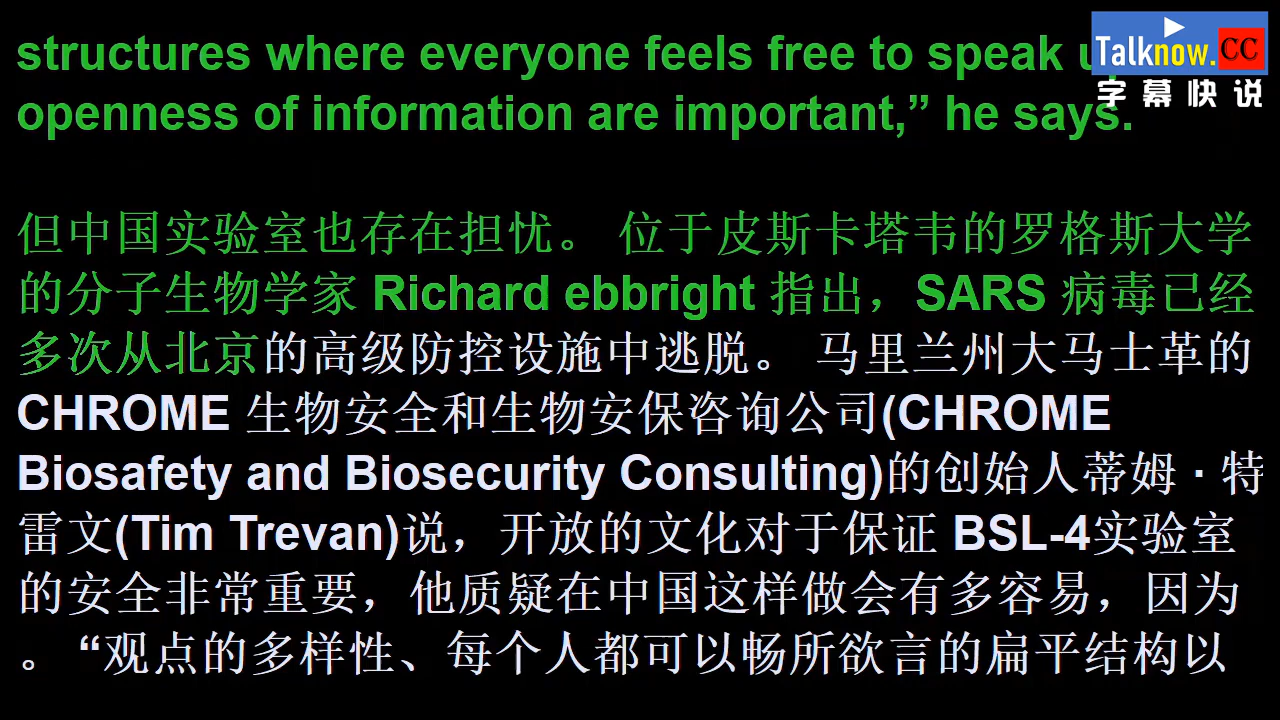 structures where everyone feels free to speak
openness of information are important,” he says.
Talknow.CC
字幕快说
但中国实验室也存在担忧。 位于皮斯卡塔韦的罗格斯大学
的分子生物学家 Richard ebbright 指出，SARS 病毒已经
多次从北京的高级防控设施中逃脱。 马里兰州大马士革的
CHROME 生物安全和生物安保咨询公司(CHROME
Biosafety and Biosecurity Consulting)的创始人蒂姆 · 特
雷文(Tim Trevan)说，开放的文化对于保证 BSL-4实验室
的安全非常重要，他质疑在中国这样做会有多容易，因为
。 “观点的多样性、每个人都可以畅所欲言的扁平结构以